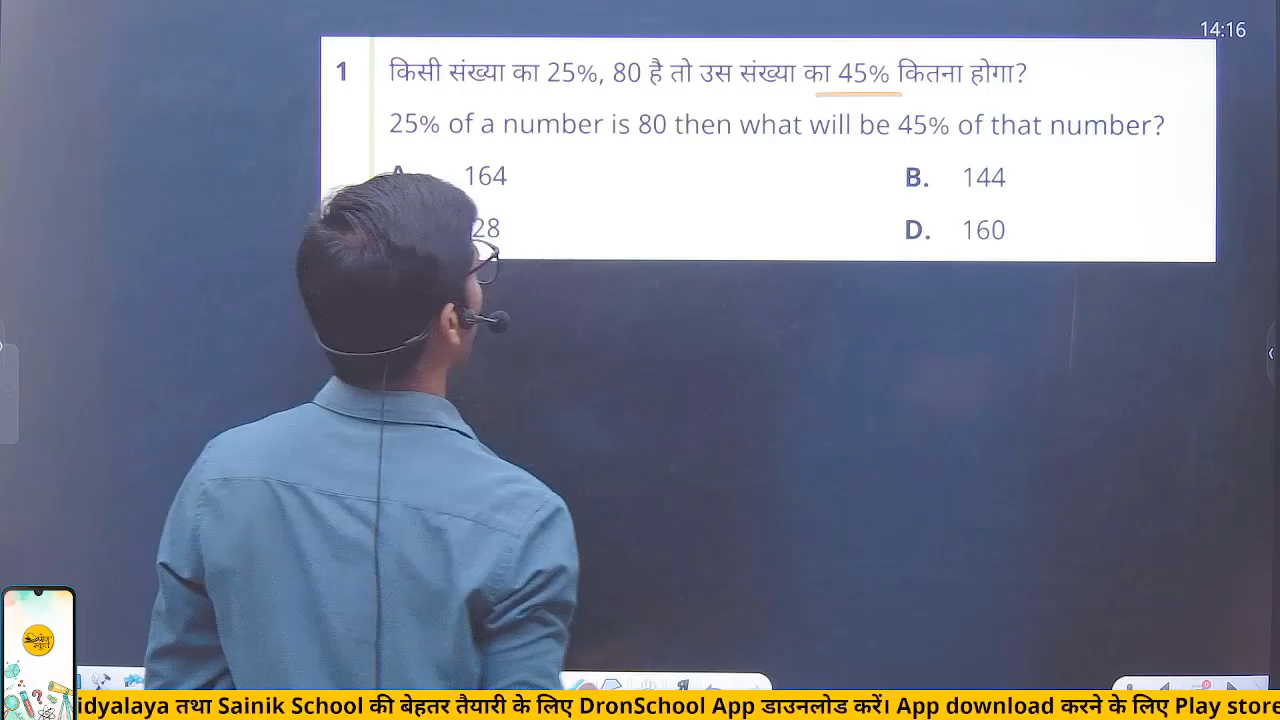 14:16
1 किसी संख्या का 25%, 80 है तो उस संख्या का 45% कितना होगा?
25% of a number is 80 then what will be 45% of that number?
164 B. 144
28 D. 160
idyalaya तथा Sainik School की बेहतर तैयारी के लिए DronSchool App डाउनलोड करें। App download करने के लिए Play store